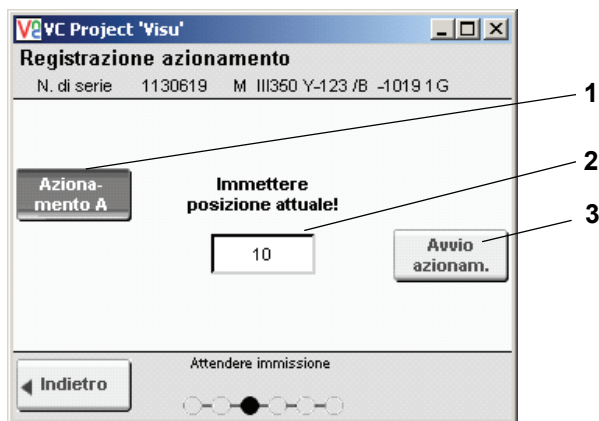 VC Project 'Visu'
Registrazione azionamento
N. di serie 1130619 M III350 Y-123 /B -1019 1 G
1
Aziona-
mento A
Immettere
posizione attuale!
2
10
3
Avvio
azionam.
Attendere immissione
Indietro